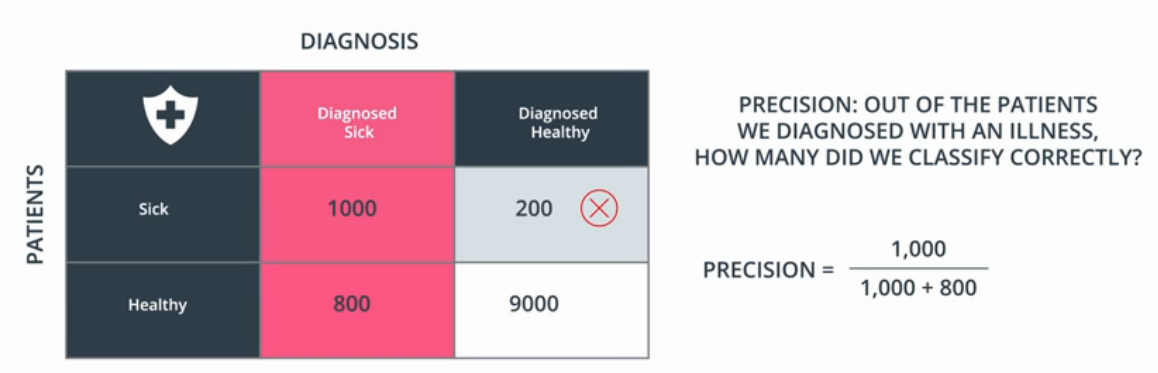 DIAGNOSIS
Diagnosed
Sick
Diagnosed
Healthy
PATIENTS
Sick
1000
200
Healthy
800
9000
PRECISION: OUT OF THE PATIENTS
WE DIAGNOSED WITH AN ILLNESS,
HOW MANY DID WE CLASSIFY CORRECTLY?
PRECISION =
1,000
1,000 + 800